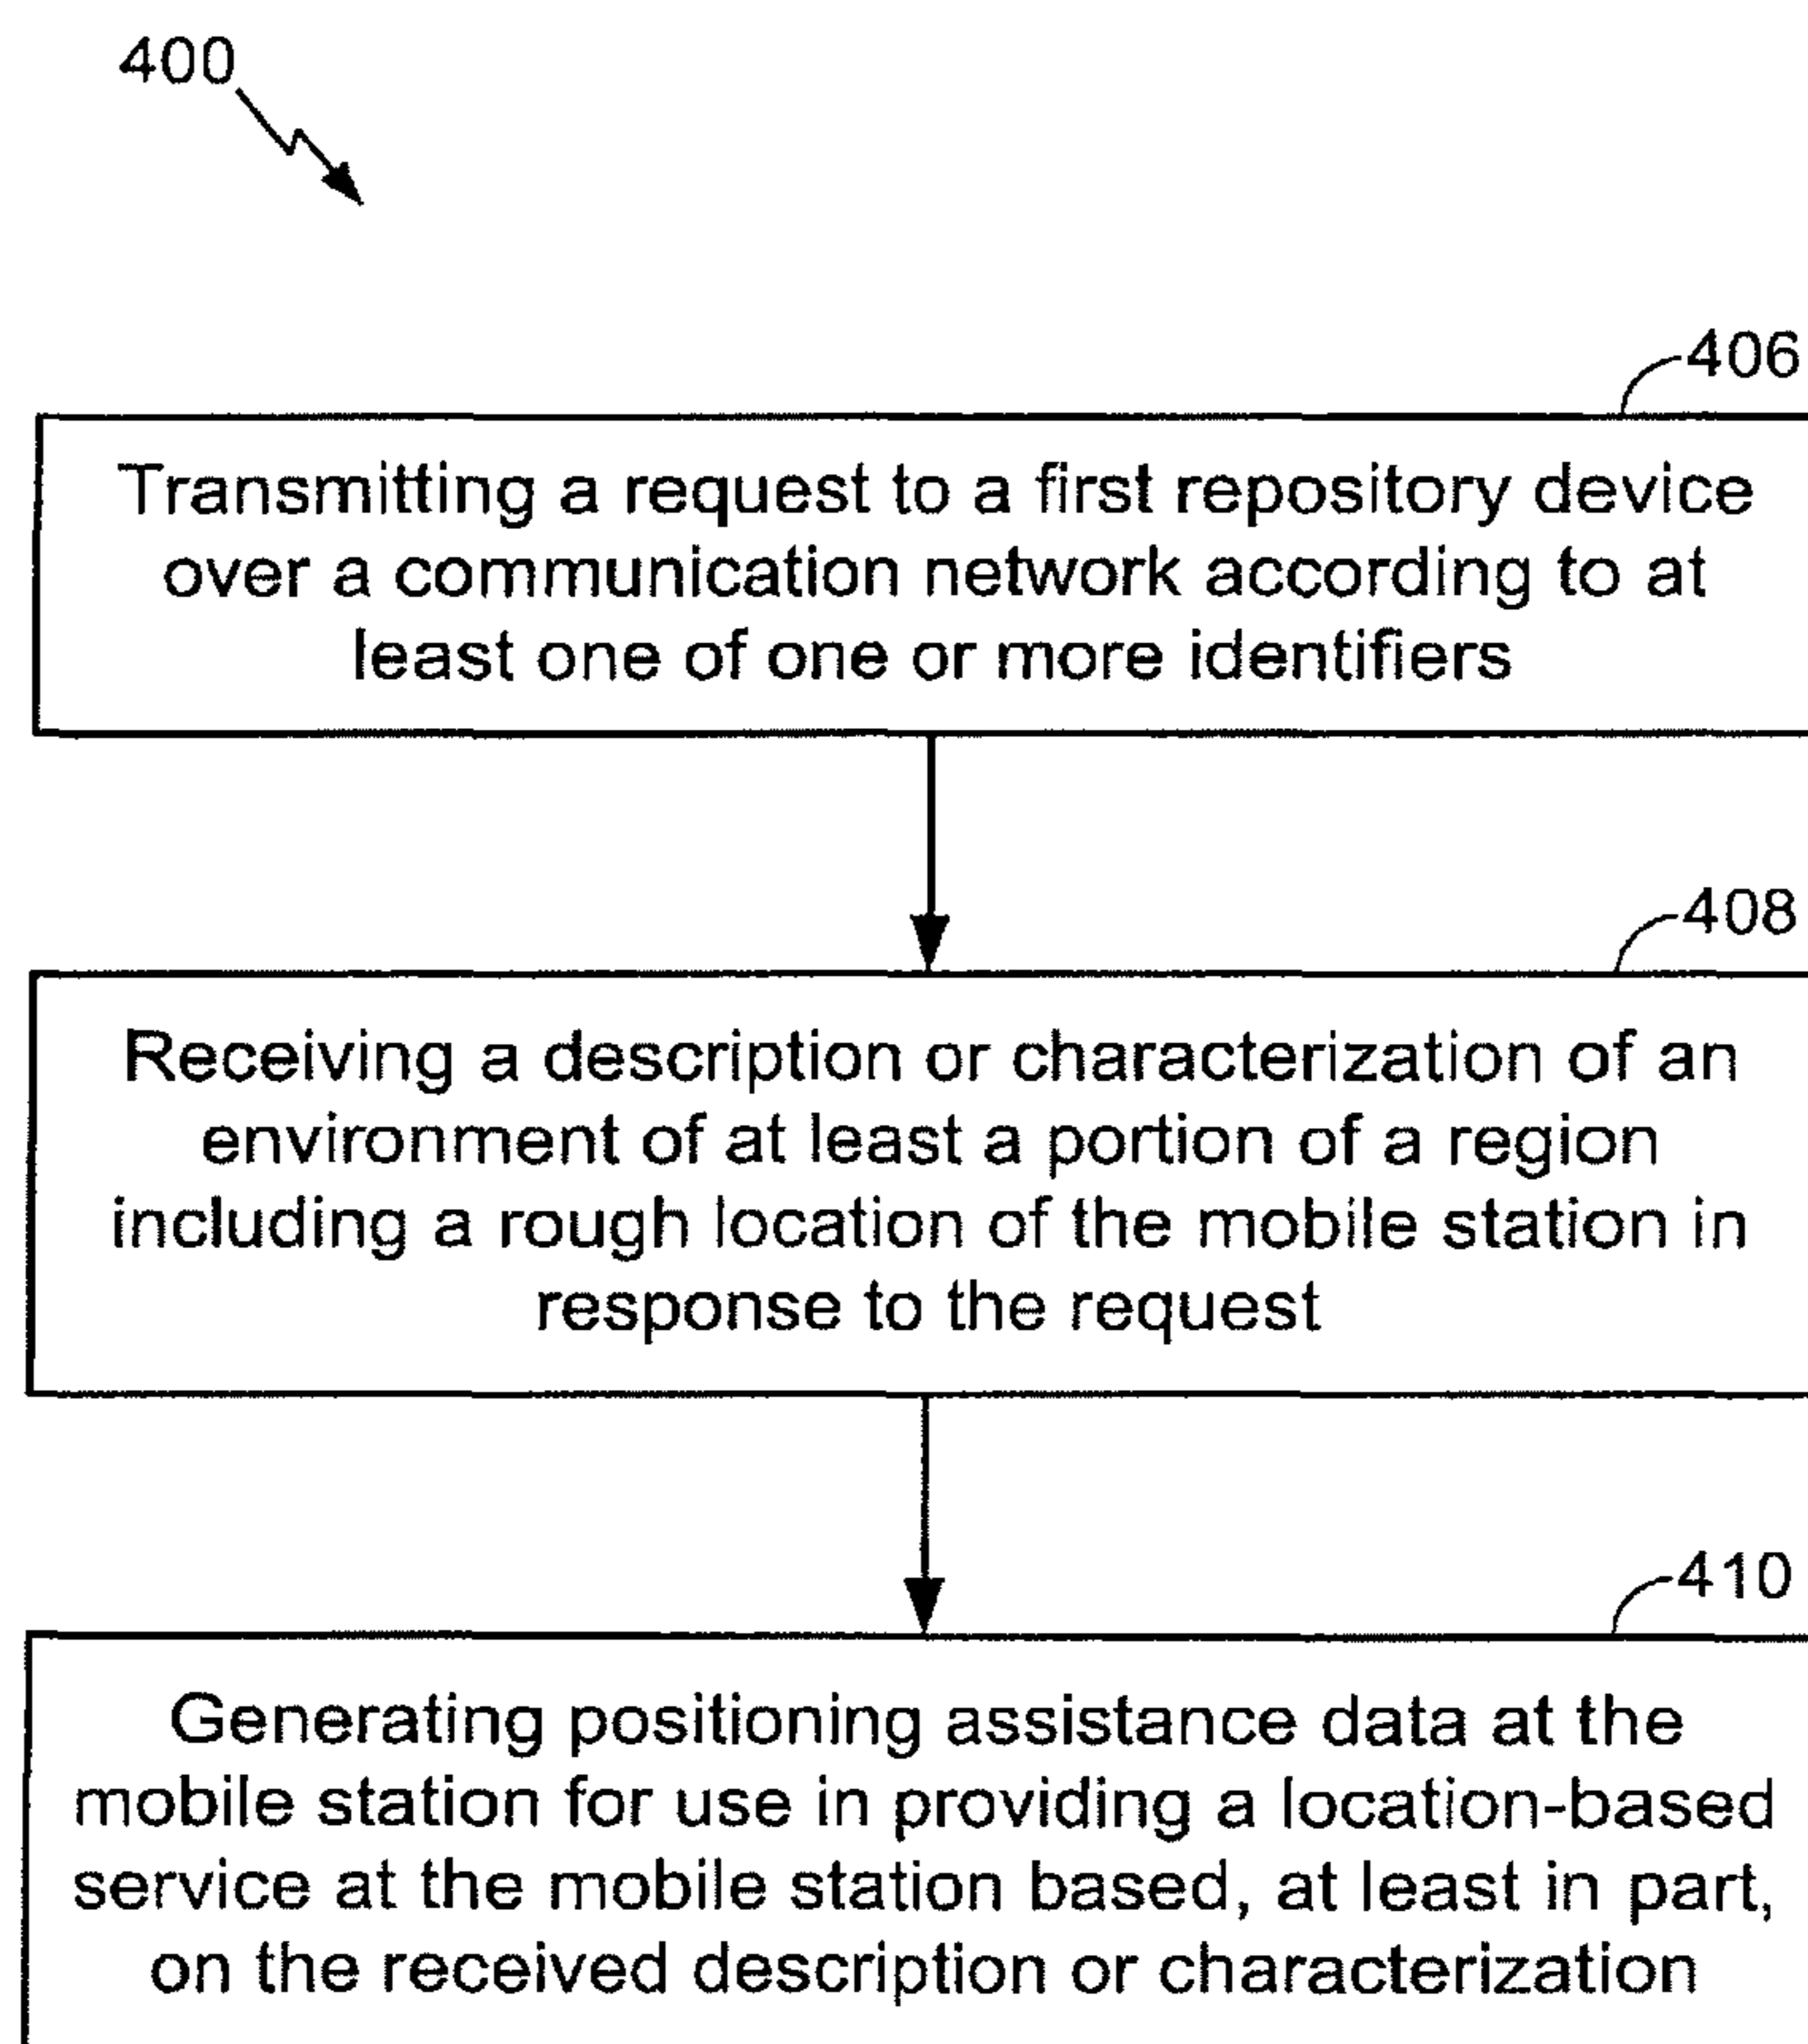 400
406
Transmitting a request to a first repository device
over a communication network according to at
least one of one or more identifiers
408
Receiving a description or characterization of an
environment of at least a portion of a region
including a rough location of the mobile station in
response to the request
410
Generating positioning assistance data at the
mobile station for use in providing a location-based
service at the mobile station based, at least in part,
on the received description or characterization